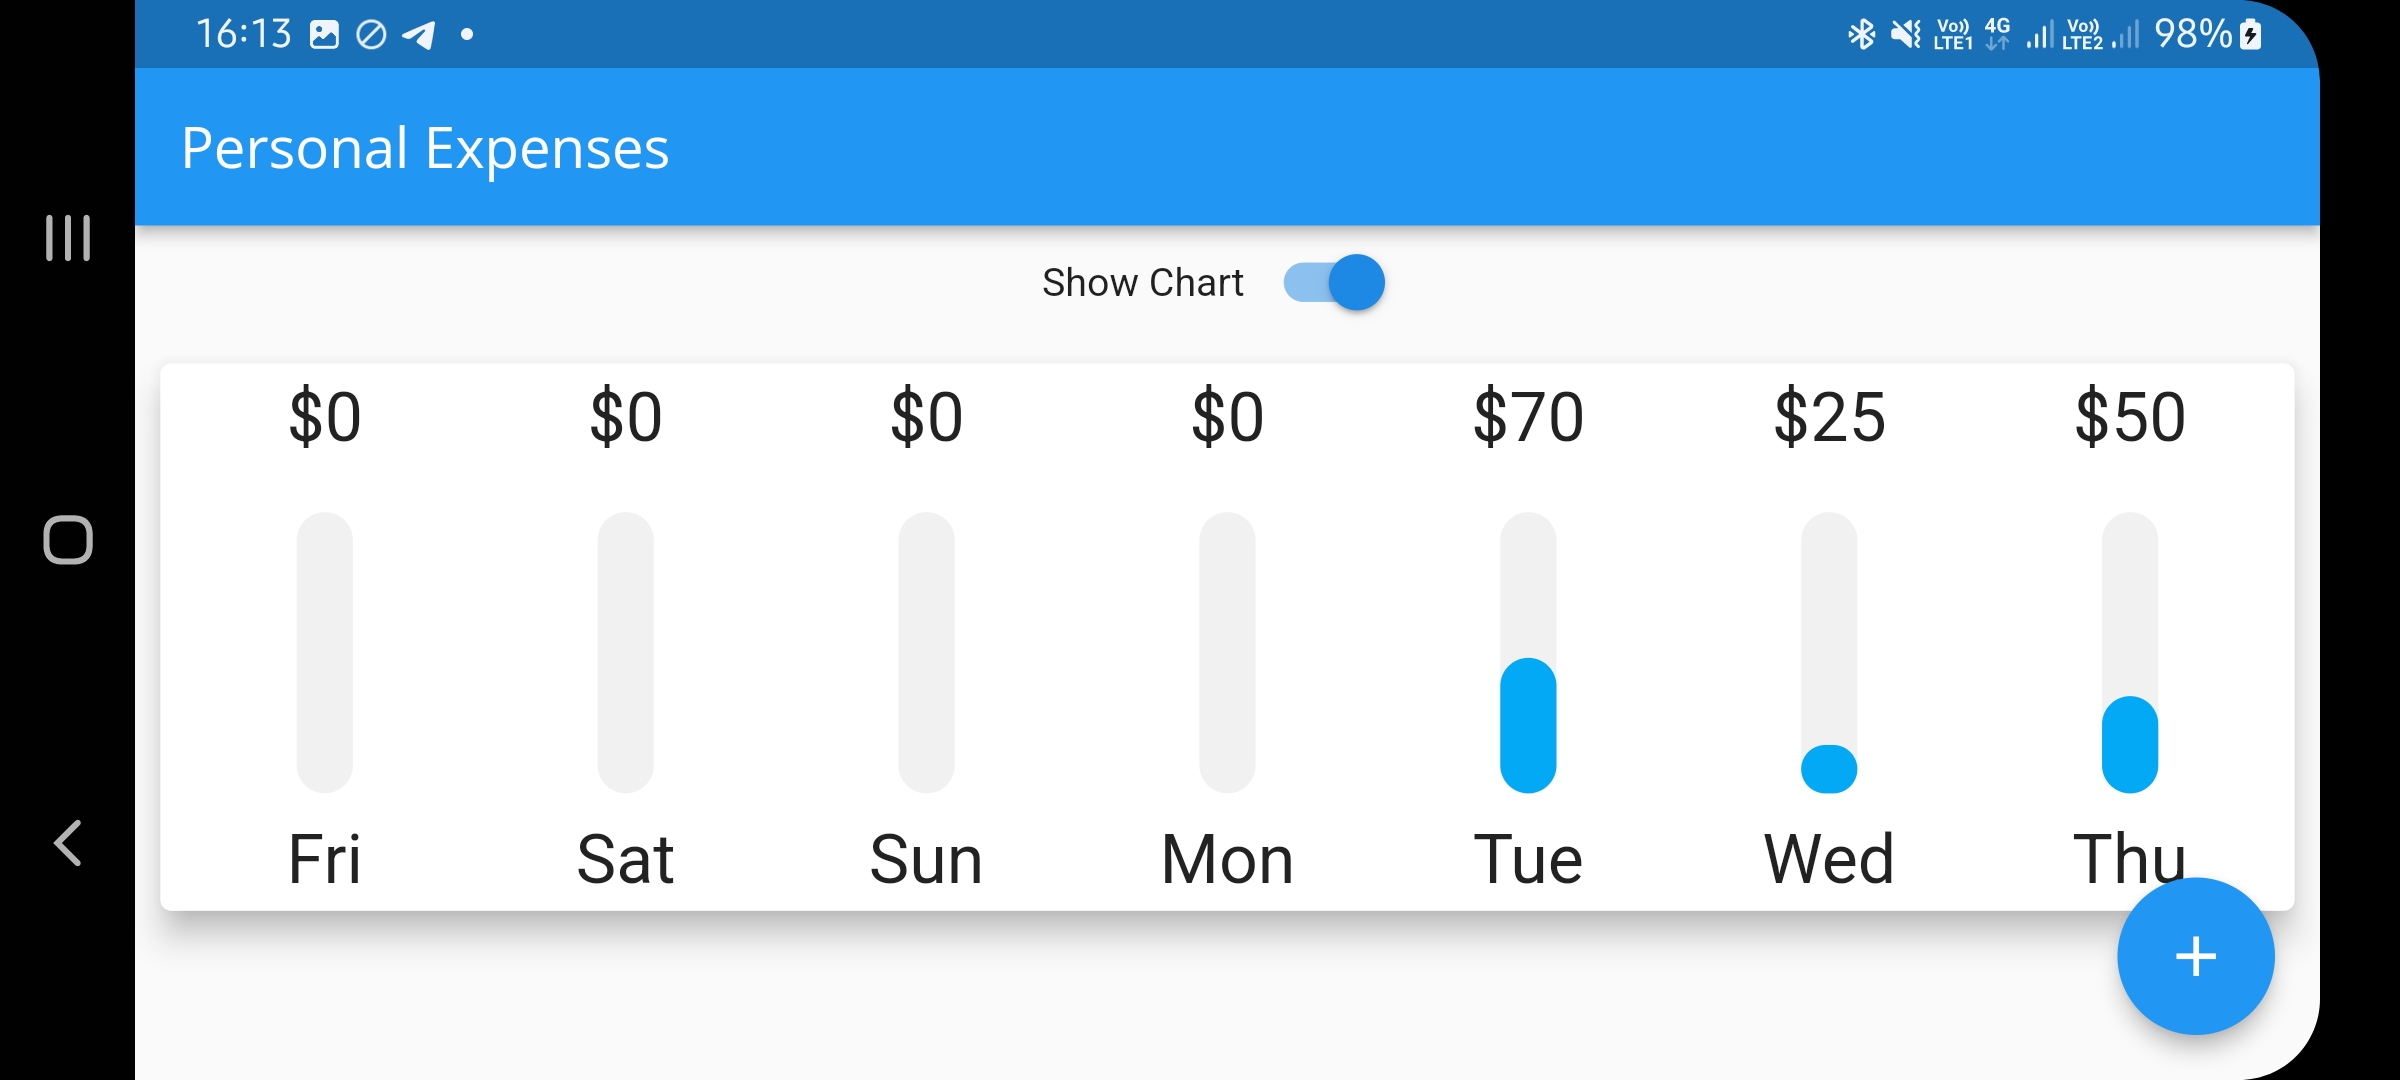 16:13 Vo)) LTE1 4G Vo)) LTE2 98%
Personal Expenses
Show Chart
$0 $0 $0 $0 $70 $25 $50
Fri Sat Sun Mon Tue Wed Thu
+